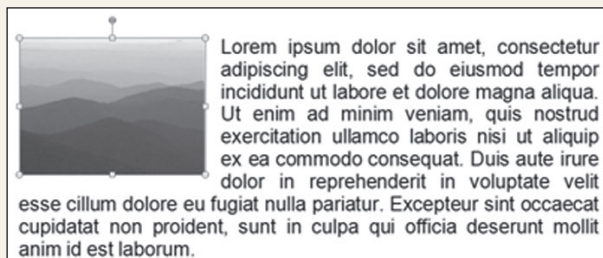 Lorem ipsum dolor sit amet, consectetur
adipiscing elit, sed do eiusmod tempor
incididunt ut labore et dolore magna aliqua.
Ut enim ad minim veniam, quis nostrud
exercitation ullamco laboris nisi ut aliquip
ex ea commodo consequat. Duis aute irure
dolor in reprehenderit in voluptate velit
esse cillum dolore eu fugiat nulla pariatur. Excepteur sint occaecat
cupidatat non proident, sunt in culpa qui officia deserunt mollit
anim id est laborum.